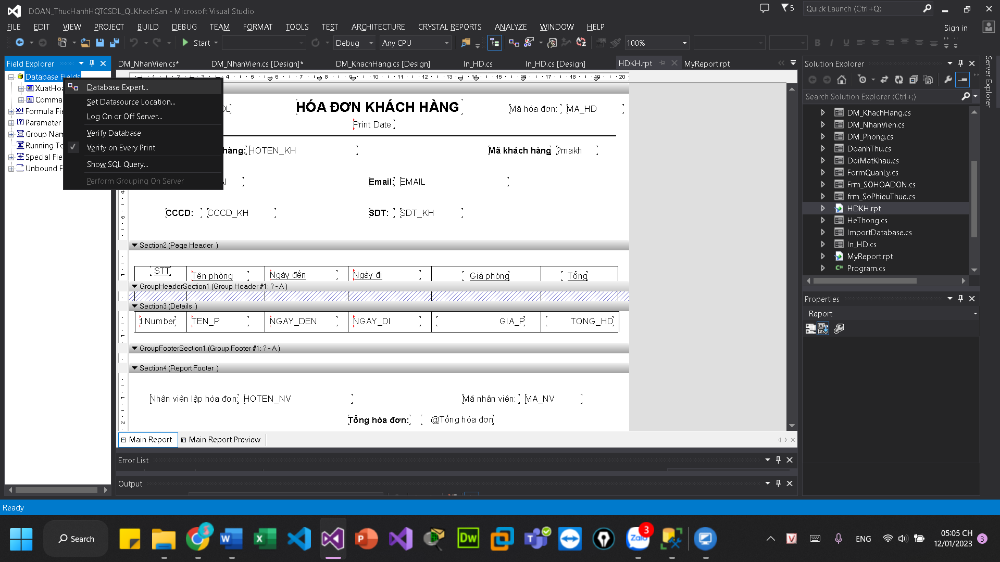 DOAN_ThucHanhHQTCSDL_QLKhachSan - Microsoft Visual Studio
5
Quick Launch (Ctrl+Q)
FILE EDIT VIEW PROJECT BUILD DEBUG TEAM FORMAT TOOLS TEST ARCHITECTURE CRYSTAL REPORTS ANALYZE WINDOW HELP
Sign in
Start
Debug
Any CPU
100%
B I U
Field Explorer
DM_NhanVien.cs*
DM_NhanVien.cs [Design]*
DM_KhachHang.cs [Design]
In_HD.cs
In_HD.cs [Design]
HDKH.rpt
MyReport.rpt
Solution Explorer
Server Explorer
Search Solution Explorer (Ctrl+;)
Database Fields
XuatHoa
Comma
Formula Fie
Parameter
Group Nam
Running To
Special Fie
Unbound F
Database Expert...
Set Datasource Location...
Log On or Off Server...
Verify Database
Verify on Every Print
Show SQL Query...
Perform Grouping On Server
1 2 3 4 5 6 7 8 9 10 11 12 13 14 15 16 17 18 19 20
HÓA ĐƠN KHÁCH HÀNG
Mã hóa đơn: MA_HD
Print Date
hàng: HOTEN_KH
Mã khách hàng ?makh
Email: EMAIL
CCCD: CCCD_KH
SDT: SDT_KH
Section2 (Page Header )
STT Tên phòng Ngày đến Ngày đi Giá phòng Tổng
GroupHeaderSection1 (Group Header #1: ? - A )
Section3 (Details )
Number TEN_P NGAY_DEN NGAY_DI GIA_P TONG_HD
GroupFooterSection1 (Group Footer #1: ? - A )
Section4 (Report Footer )
Nhân viên lập hóa đơn: HOTEN_NV
Mã nhân viên: MA_NV
Tổng hóa đơn: @Tổng hóa đơn
Main Report
Main Report Preview
Error List
Output
DM_KhachHang.cs
DM_NhanVien.cs
DM_Phong.cs
DoanhThu.cs
DoiMatKhau.cs
FormQuanLy.cs
Frm_SOHOADON.cs
frm_SoPhieuThue.cs
HDKH.rpt
HeThong.cs
ImportDatabase.cs
In_HD.cs
MyReport.rpt
C# Program.cs
Properties
Report
Ready
Search
Dw
Zalo
3
ENG
05:05 CH
12/01/2023
3